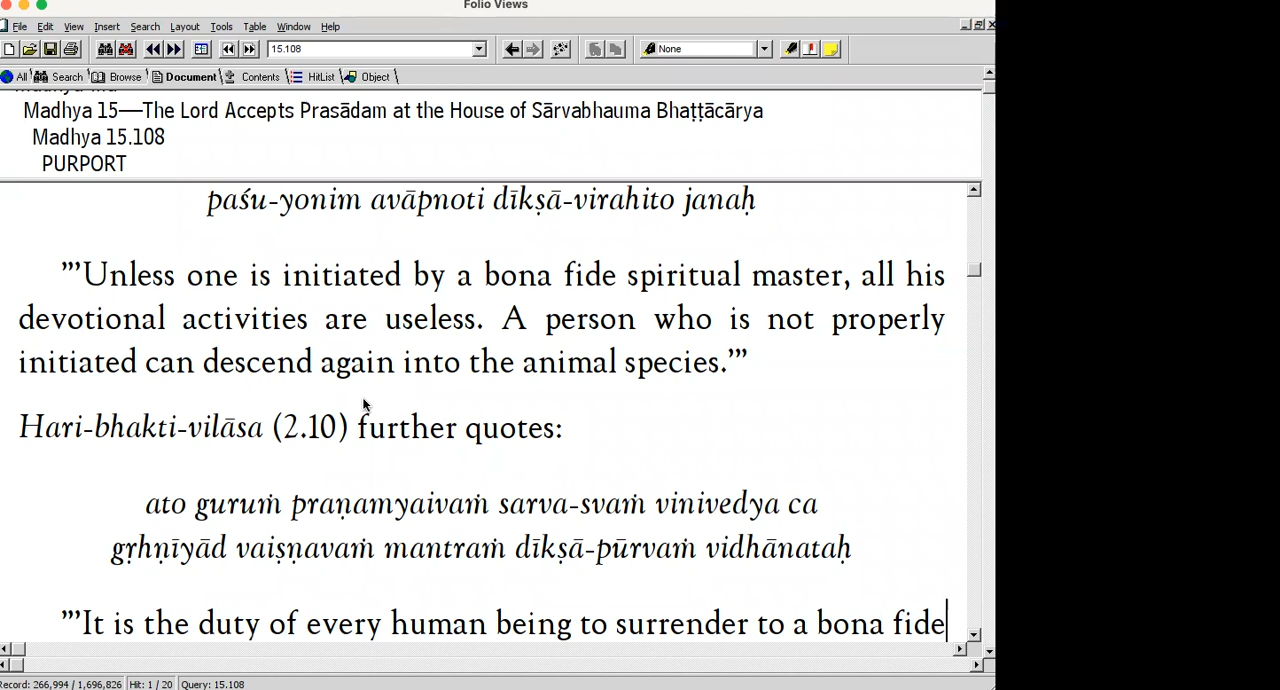 Folio Views
File Edit View Insert Search Layout Tools Table Window Help
15.108 None
All Search Browse Document Contents HitList Object
Madhya 15—The Lord Accepts Prasādam at the House of Sārvabhauma Bhaṭṭācārya
Madhya 15.108
PURPORT
paśu-yonim avāpnoti dīkṣā-virahito janaḥ
”’Unless one is initiated by a bona fide spiritual master, all his
devotional activities are useless. A person who is not properly
initiated can descend again into the animal species.’”
Hari-bhakti-vilāsa (2.10) further quotes:
ato guruṁ praṇamyaivaṁ sarva-svaṁ vinivedya ca
gṛhṇīyād vaiṣṇavaṁ mantraṁ dīkṣā-pūrvaṁ vidhānataḥ
”’It is the duty of every human being to surrender to a bona fide
Record: 266,994 / 1,696,826 Hit: 1 / 20 Query: 15.108